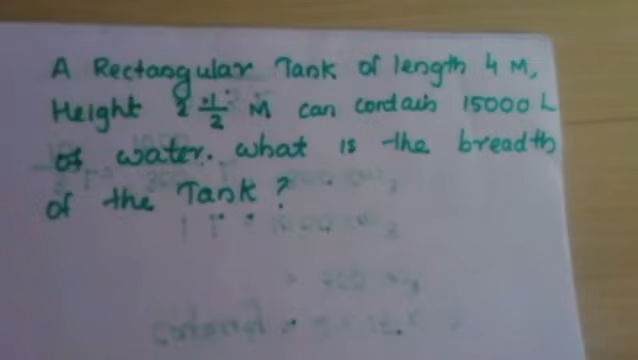 A Rectangular Tank of length 4 M,
Height 2 1/2 M can contain 15000 L
of water. what is the breadth
of the Tank ?